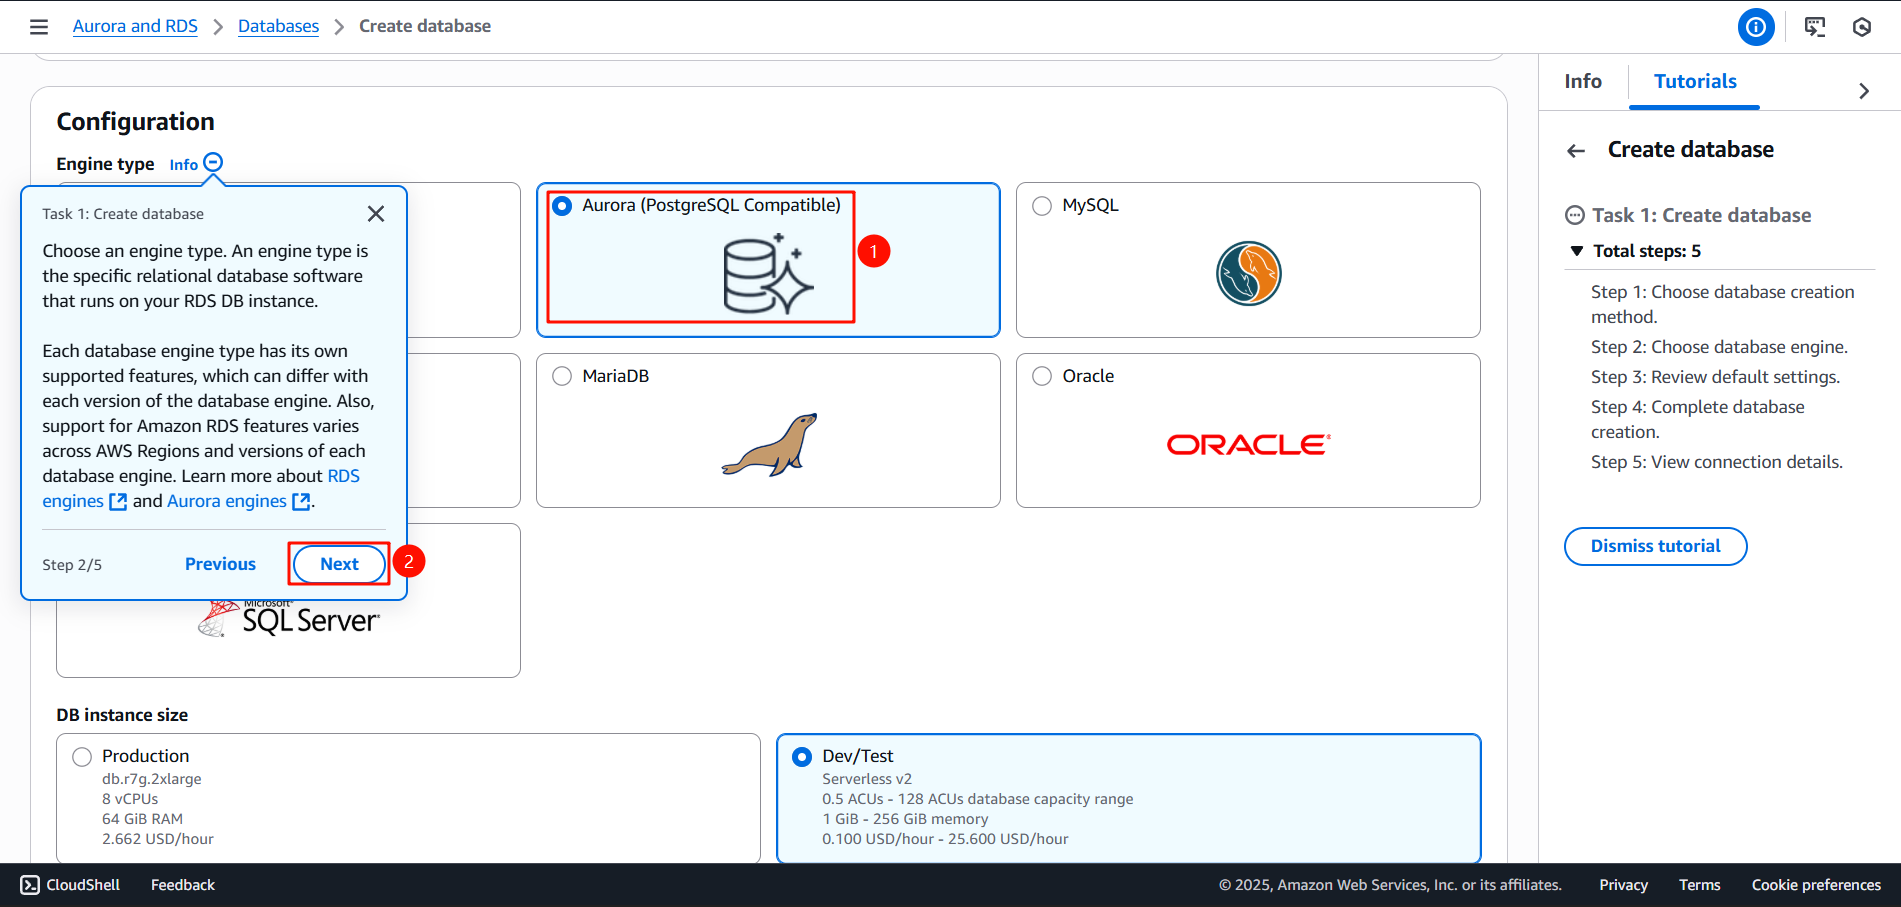 Aurora and RDS
Databases
Create database
Info
Tutorials
Configuration
Engine type
Info
Task 1: Create database
Choose an engine type. An engine type is
the specific relational database software
that runs on your RDS DB instance.
Each database engine type has its own
supported features, which can differ with
each version of the database engine. Also,
support for Amazon RDS features varies
across AWS Regions and versions of each
database engine. Learn more about RDS
engines and Aurora engines.
Step 2/5
Previous
Next
2
Aurora (PostgreSQL Compatible)
1
MySQL
MariaDB
Oracle
ORACLE®
Microsoft®
SQL Server®
DB instance size
Production
db.r7g.2xlarge
8 vCPUs
64 GiB RAM
2.662 USD/hour
Dev/Test
Serverless v2
0.5 ACUs - 128 ACUs database capacity range
1 GiB - 256 GiB memory
0.100 USD/hour - 25.600 USD/hour
Create database
Task 1: Create database
Total steps: 5
Step 1: Choose database creation
method.
Step 2: Choose database engine.
Step 3: Review default settings.
Step 4: Complete database
creation.
Step 5: View connection details.
Dismiss tutorial
CloudShell
Feedback
© 2025, Amazon Web Services, Inc. or its affiliates.
Privacy
Terms
Cookie preferences